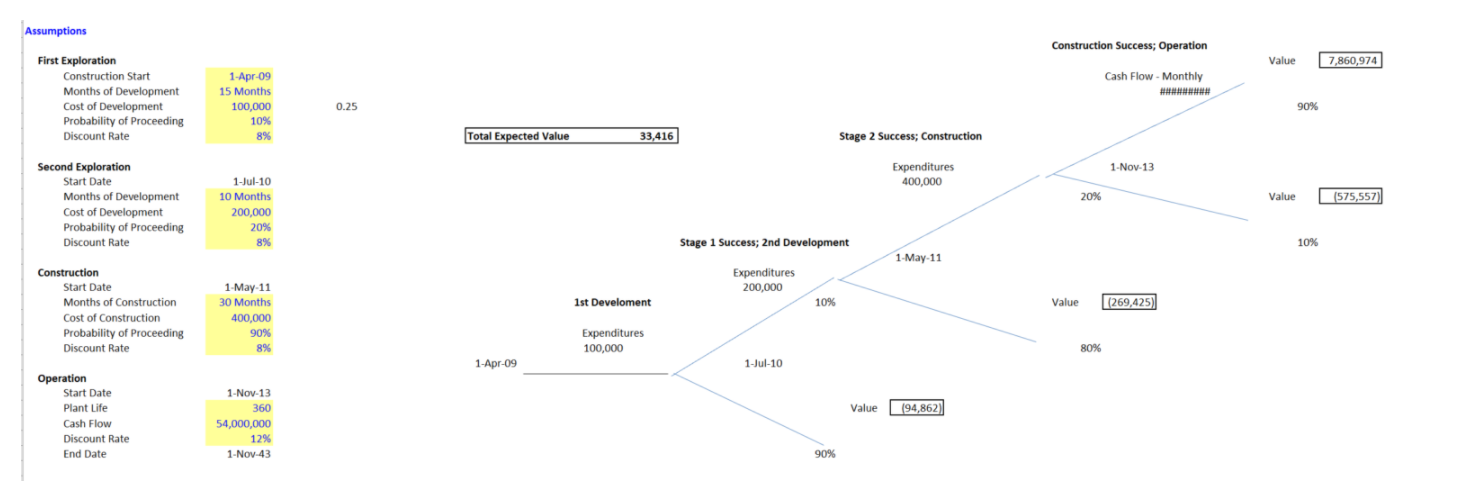 Assumptions
First Exploration
Construction Start 1-Apr-09
Months of Development 15 Months
Cost of Development 100,000 0.25
Probability of Proceeding 10%
Discount Rate 8%
Second Exploration
Start Date 1-Jul-10
Months of Development 10 Months
Cost of Development 200,000
Probability of Proceeding 20%
Discount Rate 8%
Construction
Start Date 1-May-11
Months of Construction 30 Months
Cost of Construction 400,000
Probability of Proceeding 90%
Discount Rate 8%
Operation
Start Date 1-Nov-13
Plant Life 360
Cash Flow 54,000,000
Discount Rate 12%
End Date 1-Nov-43
Total Expected Value 33,416
1st Develoment
Expenditures
100,000
1-Apr-09
Stage 1 Success; 2nd Development
Expenditures
200,000
10%
1-Jul-10
Value (94,862)
90%
Stage 2 Success; Construction
Expenditures
400,000
20%
1-May-11
Value (269,425)
80%
Construction Success; Operation
Cash Flow - Monthly
#########
Value 7,860,974
90%
1-Nov-13
Value (575,557)
10%